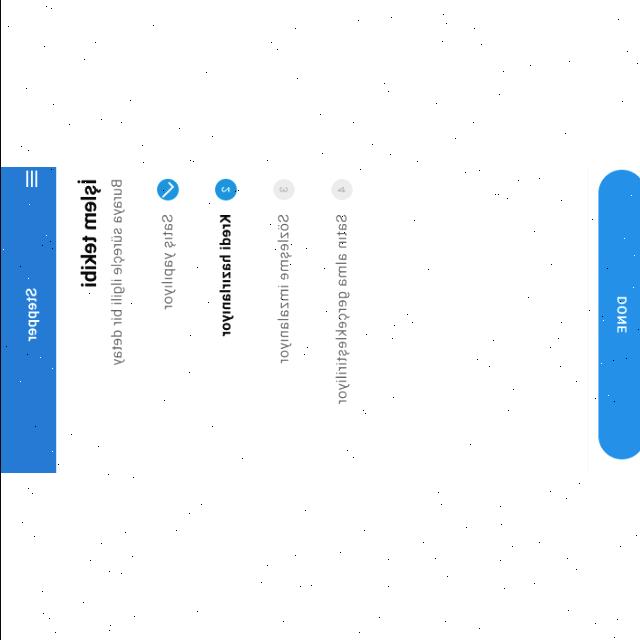 Stepper
İşlem takibi
Buraya süreçle ilgili bir detay
Satış yapılıyor
2 Kredi hazırlanıyor
3 Sözleşme imzalanıyor
4 Satın alma gerçekleştiriliyor
DONE